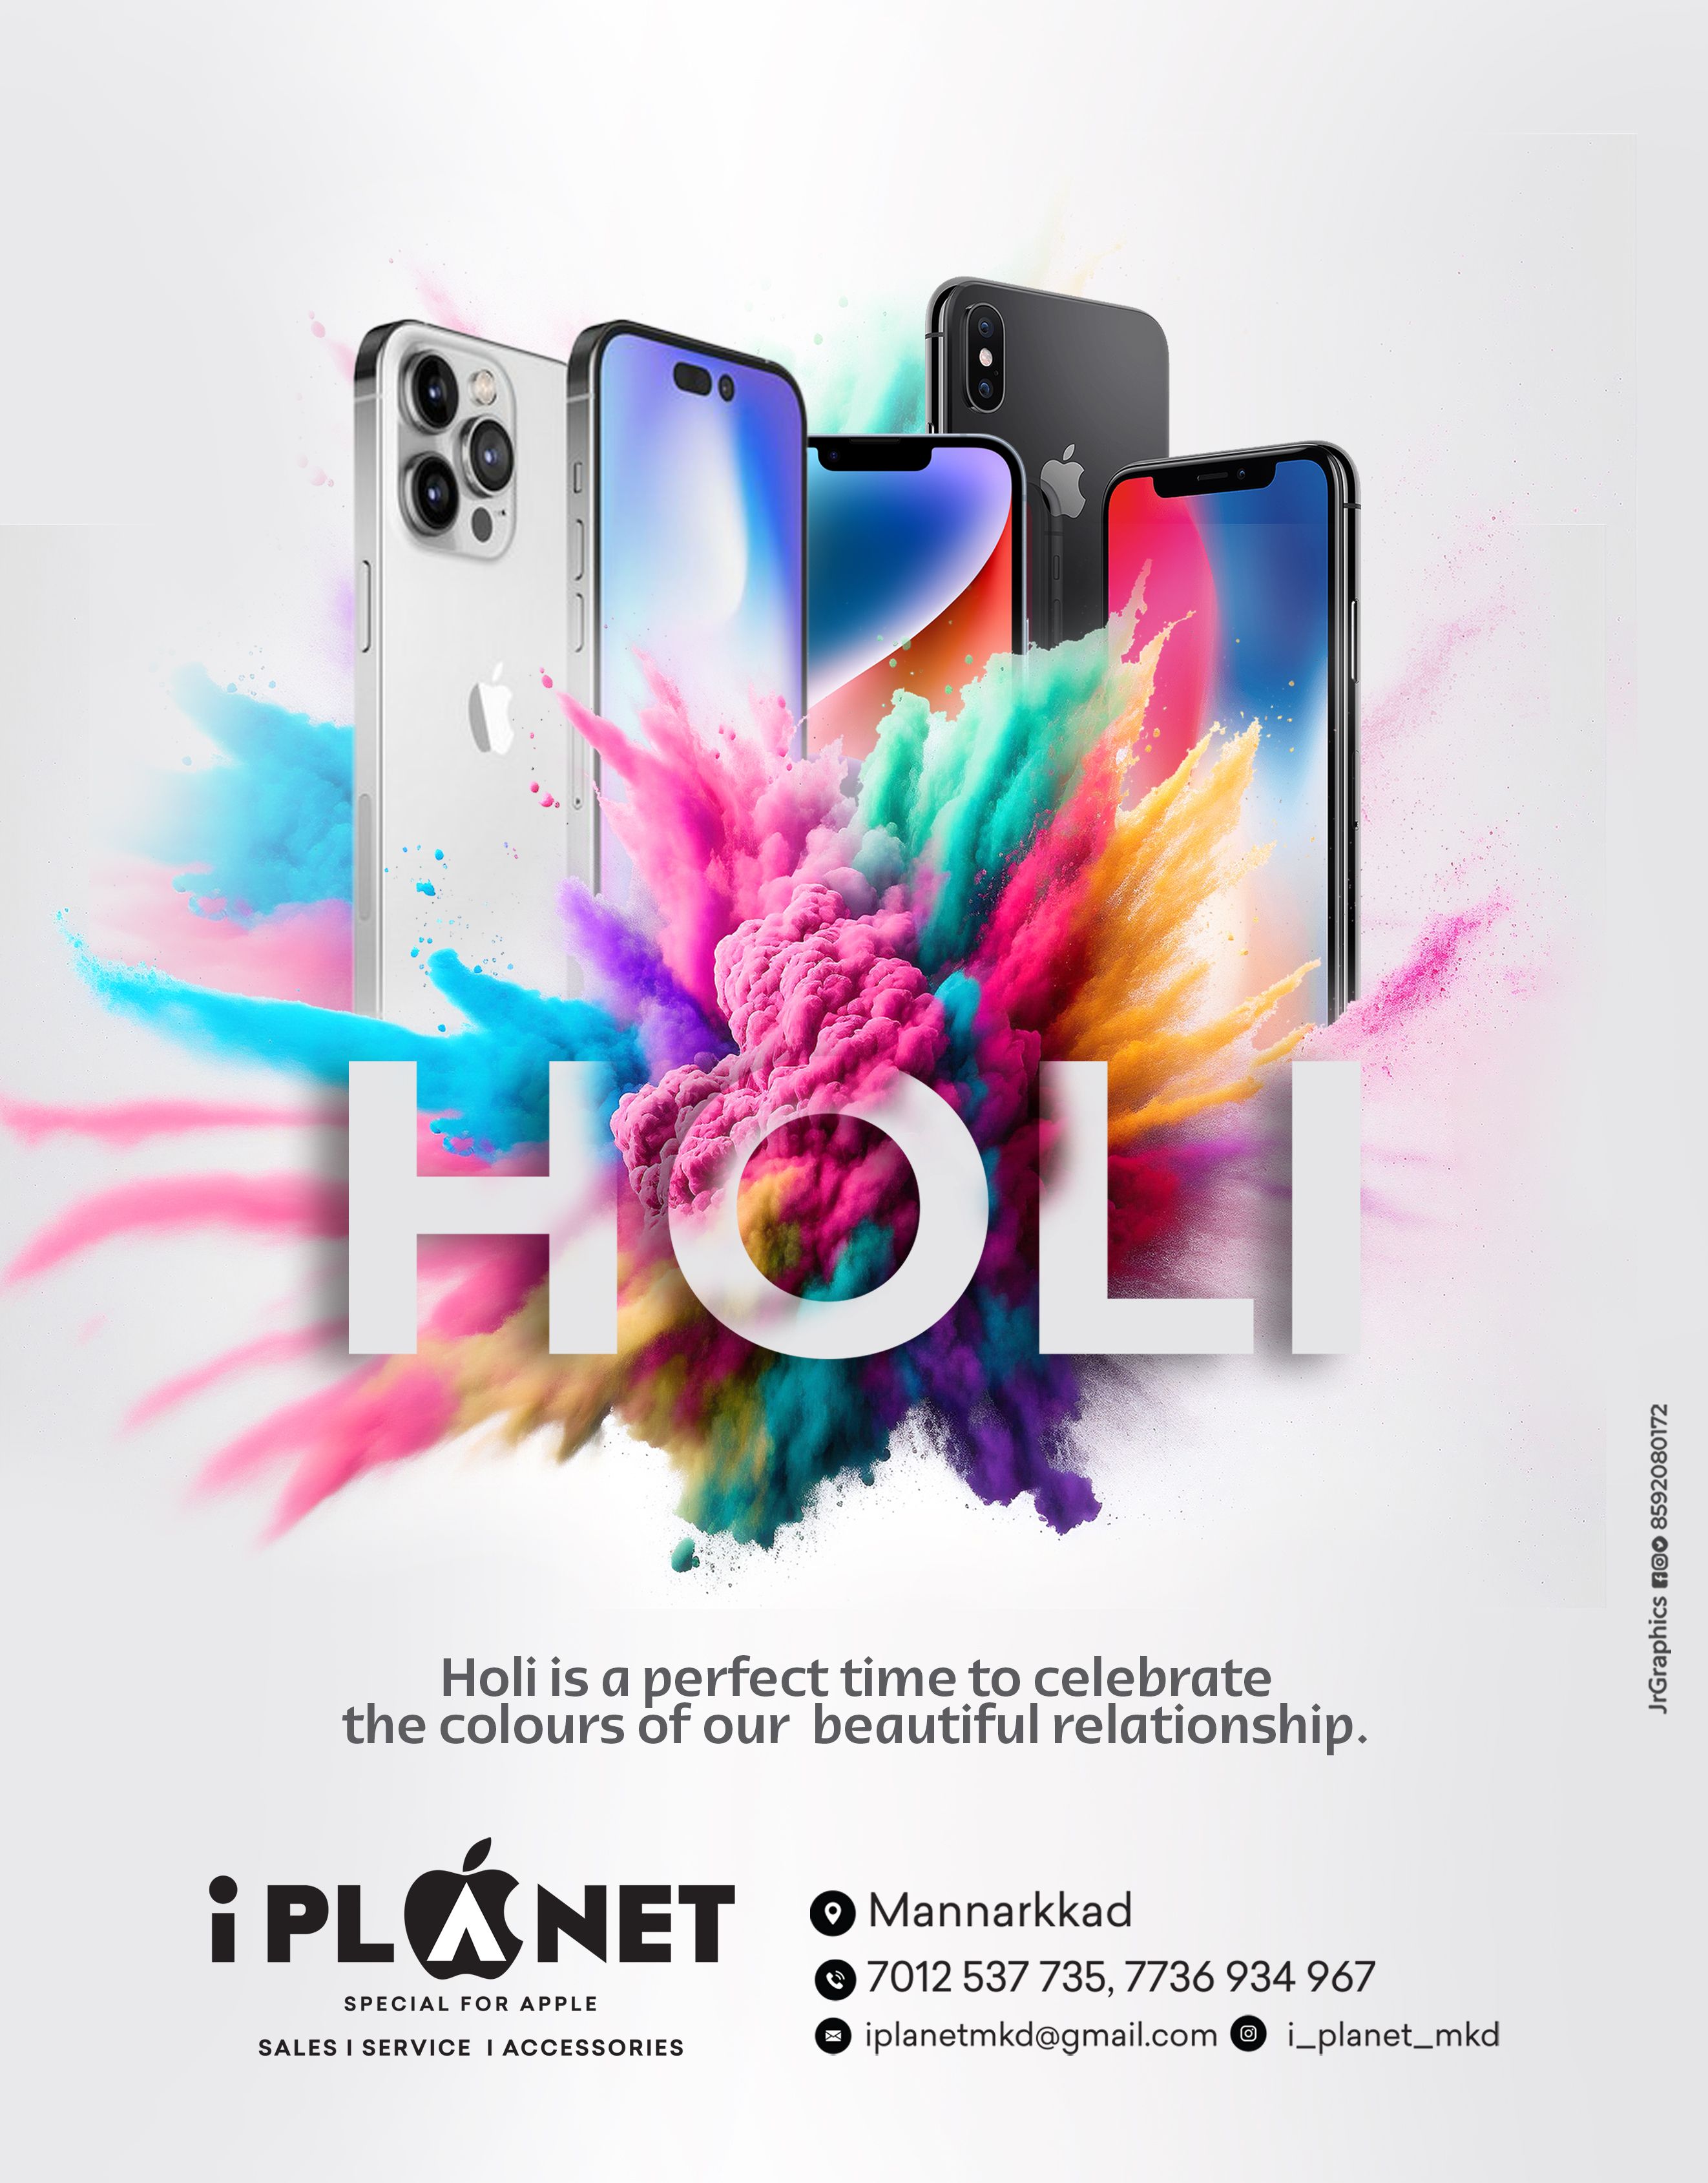 HOLI
Holi is a perfect time to celebrate
the colours of our beautiful relationship.
i PLANET
SPECIAL FOR APPLE
SALES I SERVICE I ACCESSORIES
Mannarkkad
7012 537 735, 7736 934 967
iplanetmkd@gmail.com i_planet_mkd
JrGraphics 8592080172